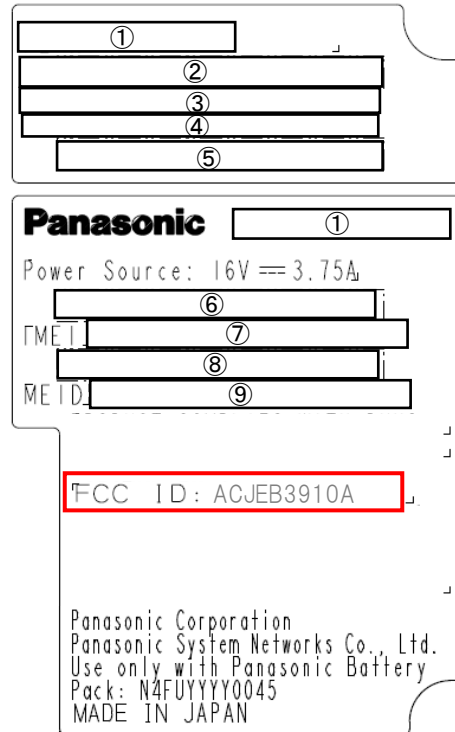 ①
②
③
④
⑤
Panasonic ①
Power Source: 16V 3.75A
⑥
IMEI ⑦
⑧
MEID ⑨
FCC ID: ACJEB3910A
Panasonic Corporation
Panasonic System Networks Co., Ltd.
Use only with Panasonic Battery
Pack: N4FUYYYY0045
MADE IN JAPAN